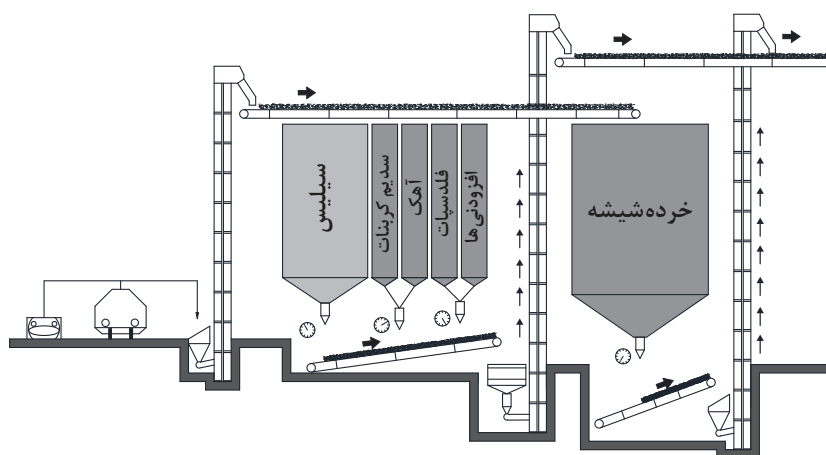 سیلیس
سدیم کربنات
آهک
فلدسپات
افزودنی‌ها
خرده‌شیشه